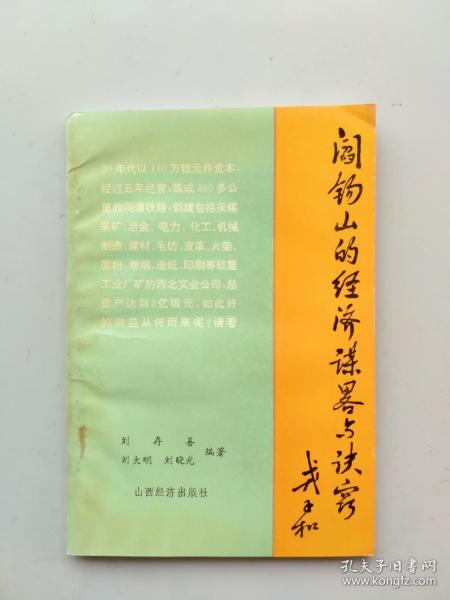 阎锡山的经济谋略与诀窍
戎子和
30年代以110万银元作资本,
经过五年经营,筑成860多公
里的同蒲铁路,创建包括采煤
采矿、冶金、电力、化工、机械
制造、建材、毛纺、皮革、火柴、
面粉、卷烟、造纸、印刷等轻重
工业厂矿的西北实业公司,总
资产达到2亿银元。如此好
的效益从何而来呢?请看
刘存善
刘大明 刘晓光 编著
山西经济出版社
孔夫子旧书网
kongfz.com